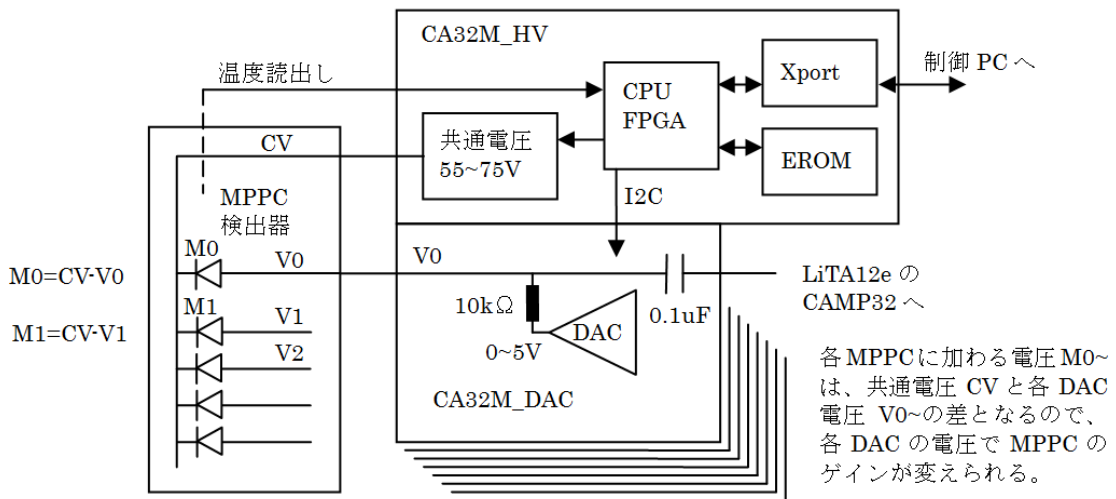 CA32M_HV
温度読出し
CPU
FPGA
Xport
制御 PC へ
EROM
共通電圧
55~75V
CV
I2C
MPPC
検出器
M0
V0
V0
M0=CV-V0
M1
V1
M1=CV-V1
V2
10kΩ
DAC
0~5V
0.1uF
LiTA12e の
CAMP32 へ
CA32M_DAC
各 MPPC に加わる電圧 M0~
は、共通電圧 CV と各 DAC
電圧 V0~の差となるので、
各 DAC の電圧で MPPC の
ゲインが変えられる。